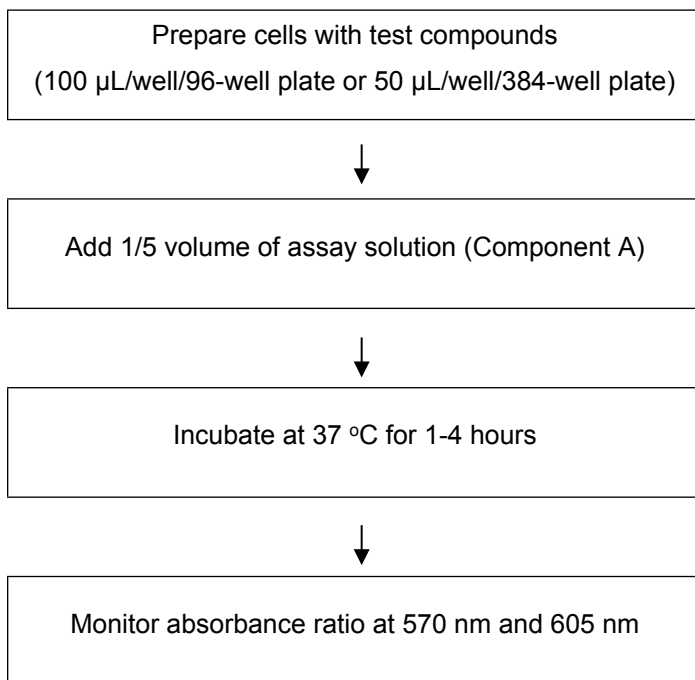 Prepare cells with test compounds
(100 µL/well/96-well plate or 50 µL/well/384-well plate)
Add 1/5 volume of assay solution (Component A)
Incubate at 37 ºC for 1-4 hours
Monitor absorbance ratio at 570 nm and 605 nm